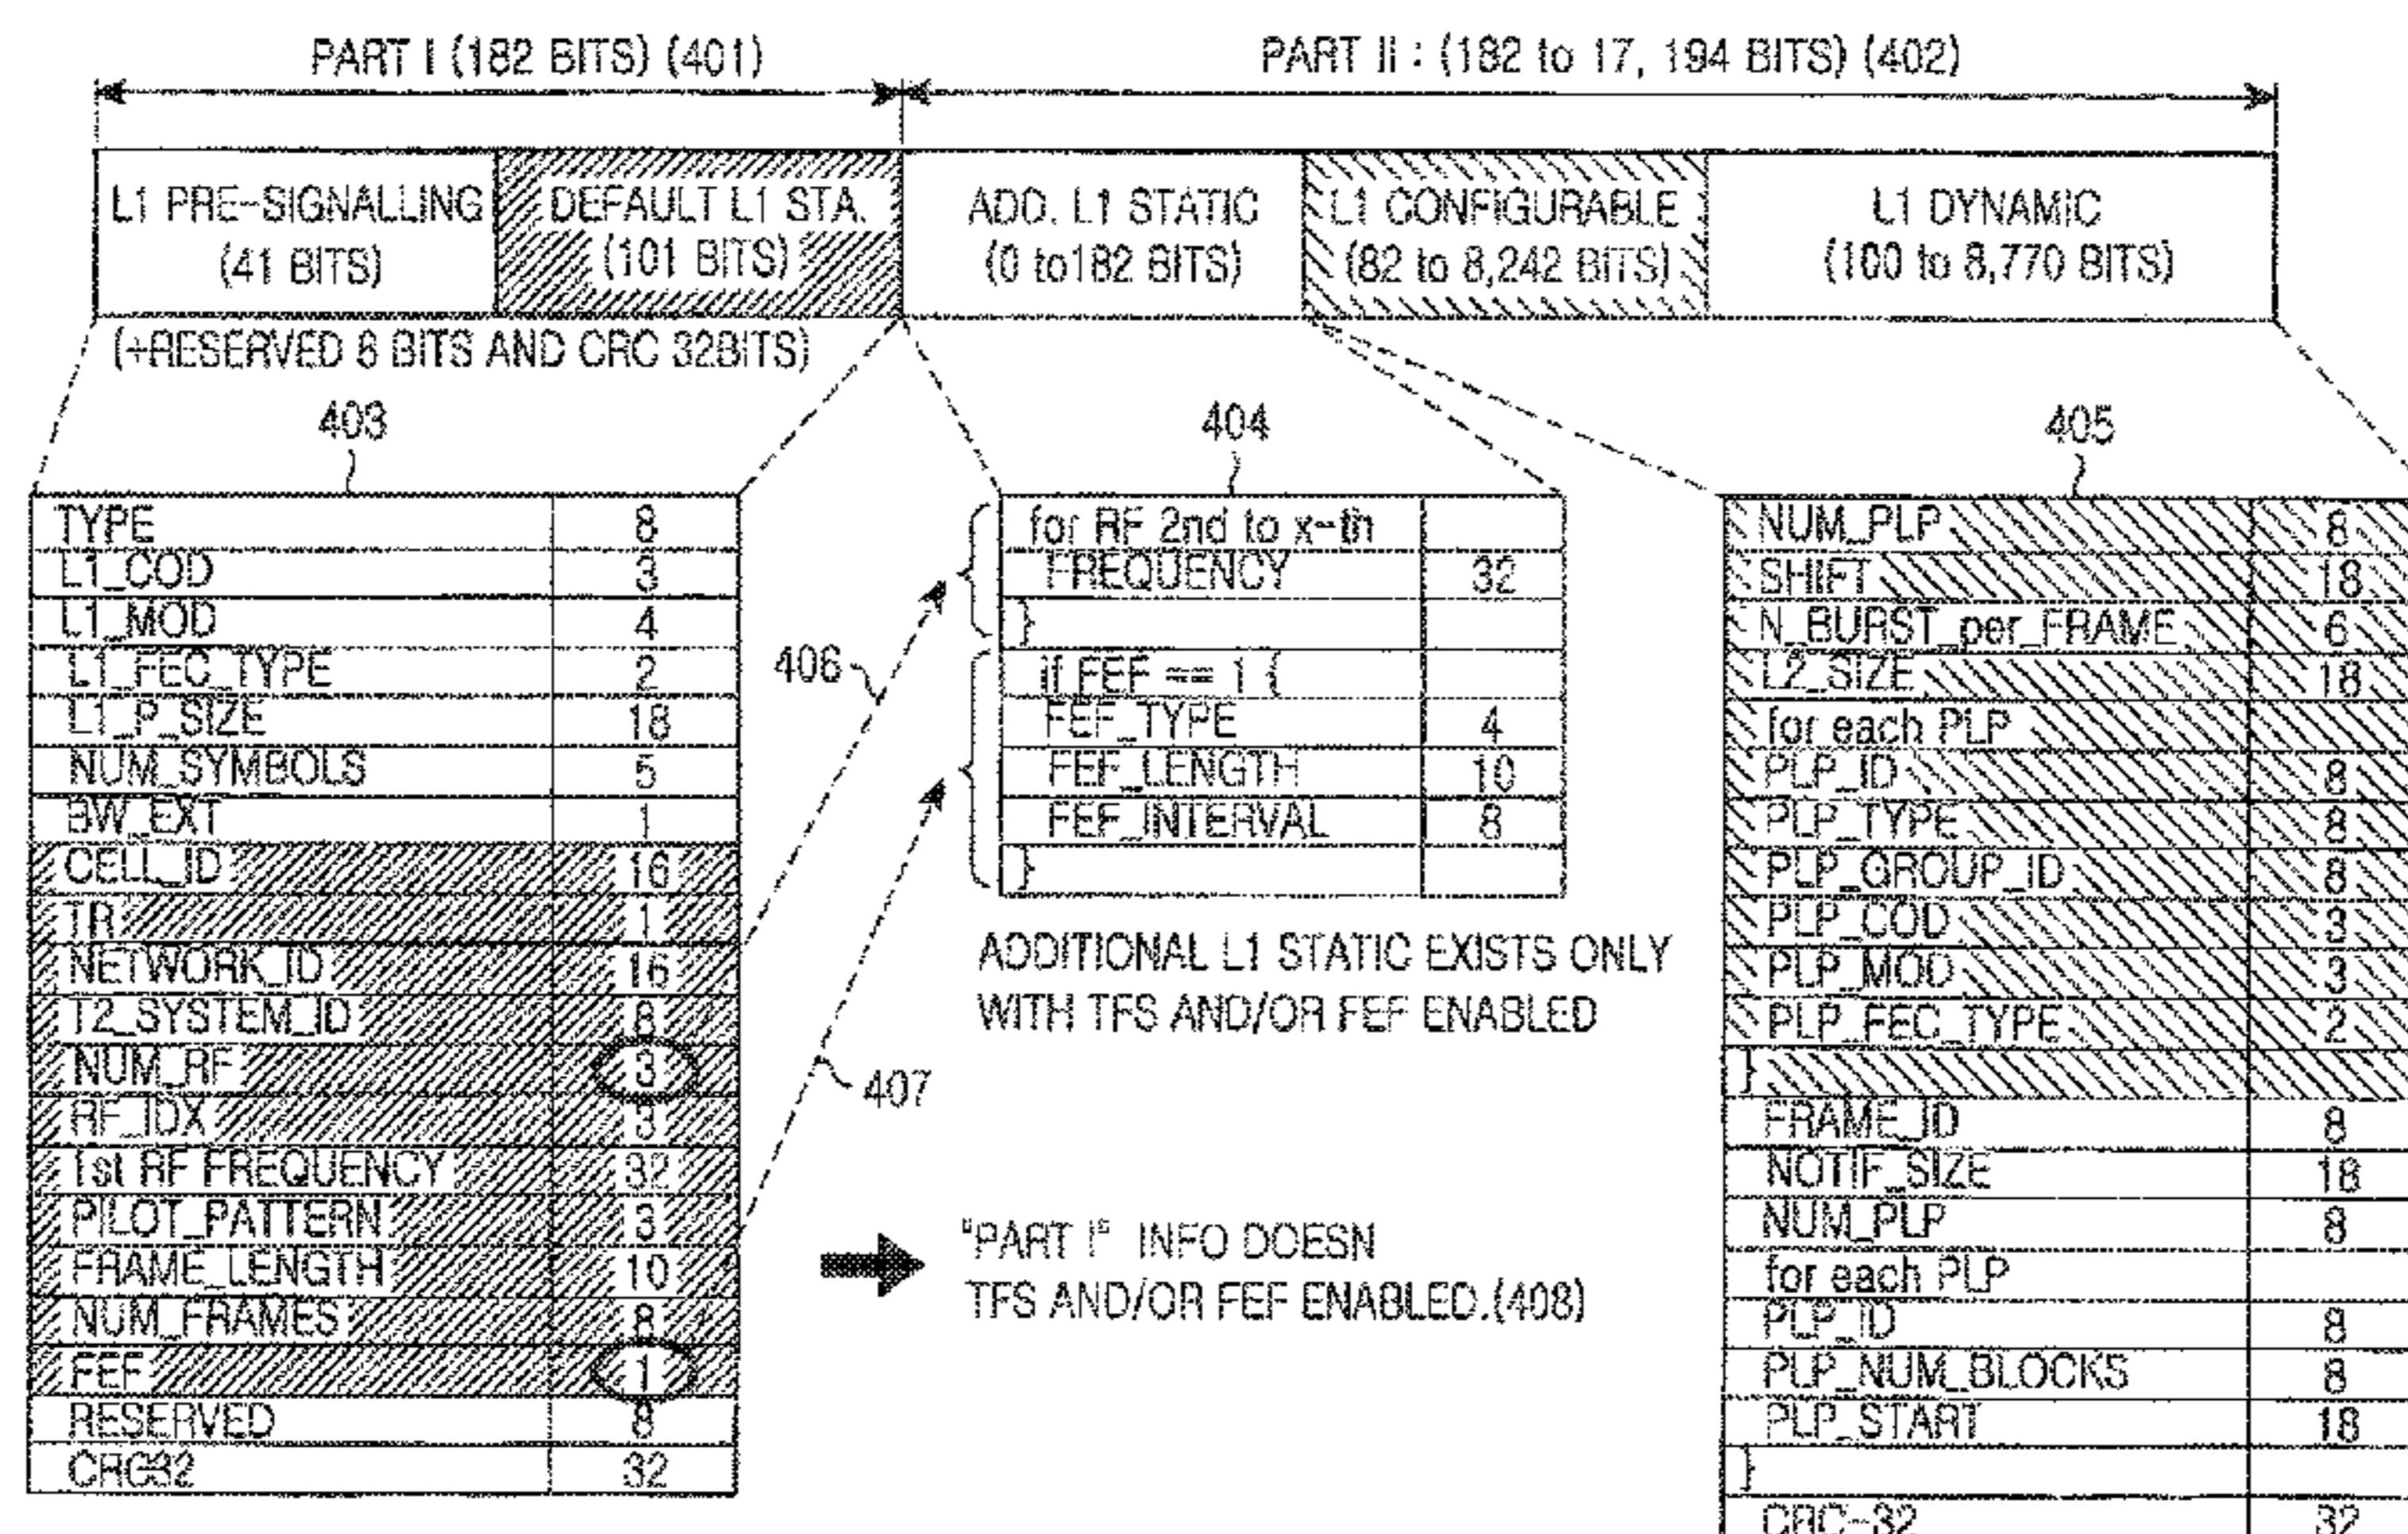 PART I (182 BITS) (401)
PART II : (182 to 17, 194 BITS) (402)
L1 PRE-SIGNALLING
(41 BITS)
DEFAULT L1 STA.
(101 BITS)
ADD. L1 STATIC
(0 to182 BITS)
L1 CONFIGURABLE
(82 to 8,242 BITS)
L1 DYNAMIC
(100 to 8,770 BITS)
(+RESERVED 8 BITS AND CRC 32BITS)
403
TYPE 8
L1_COD 3
L1_MOD 4
L1_FEC_TYPE 2
L1_P_SIZE 18
NUM_SYMBOLS 5
BW_EXT 1
CELL_ID 16
TR 1
NETWORK_ID 16
T2_SYSTEM_ID 8
NUM_RF 3
RF_IDX 3
1st RF FREQUENCY 32
PILOT_PATTERN 3
FRAME_LENGTH 10
NUM_FRAMES 8
FEF 1
RESERVED 8
CRC32 32
404
for RF 2nd to x-th
FREQUENCY 32
}
if FEF == 1 {
FEF_TYPE 4
FEF_LENGTH 10
FEF_INTERVAL 8
}
406
407
ADDITIONAL L1 STATIC EXISTS ONLY
WITH TFS AND/OR FEF ENABLED
"PART I" INFO DOESN
TFS AND/OR FEF ENABLED.(408)
405
NUM_PLP 8
SHIFT 18
N_BURST_per_FRAME 6
L2_SIZE 18
for each PLP
PLP_ID 8
PLP_TYPE 8
PLP_GROUP_ID 8
PLP_COD 3
PLP_MOD 3
PLP_FEC_TYPE 2
}
FRAME_ID 8
NOTIF_SIZE 18
NUM_PLP 8
for each PLP
PLP_ID 8
PLP_NUM_BLOCKS 8
PLP_START 18
}
CRC-32 32